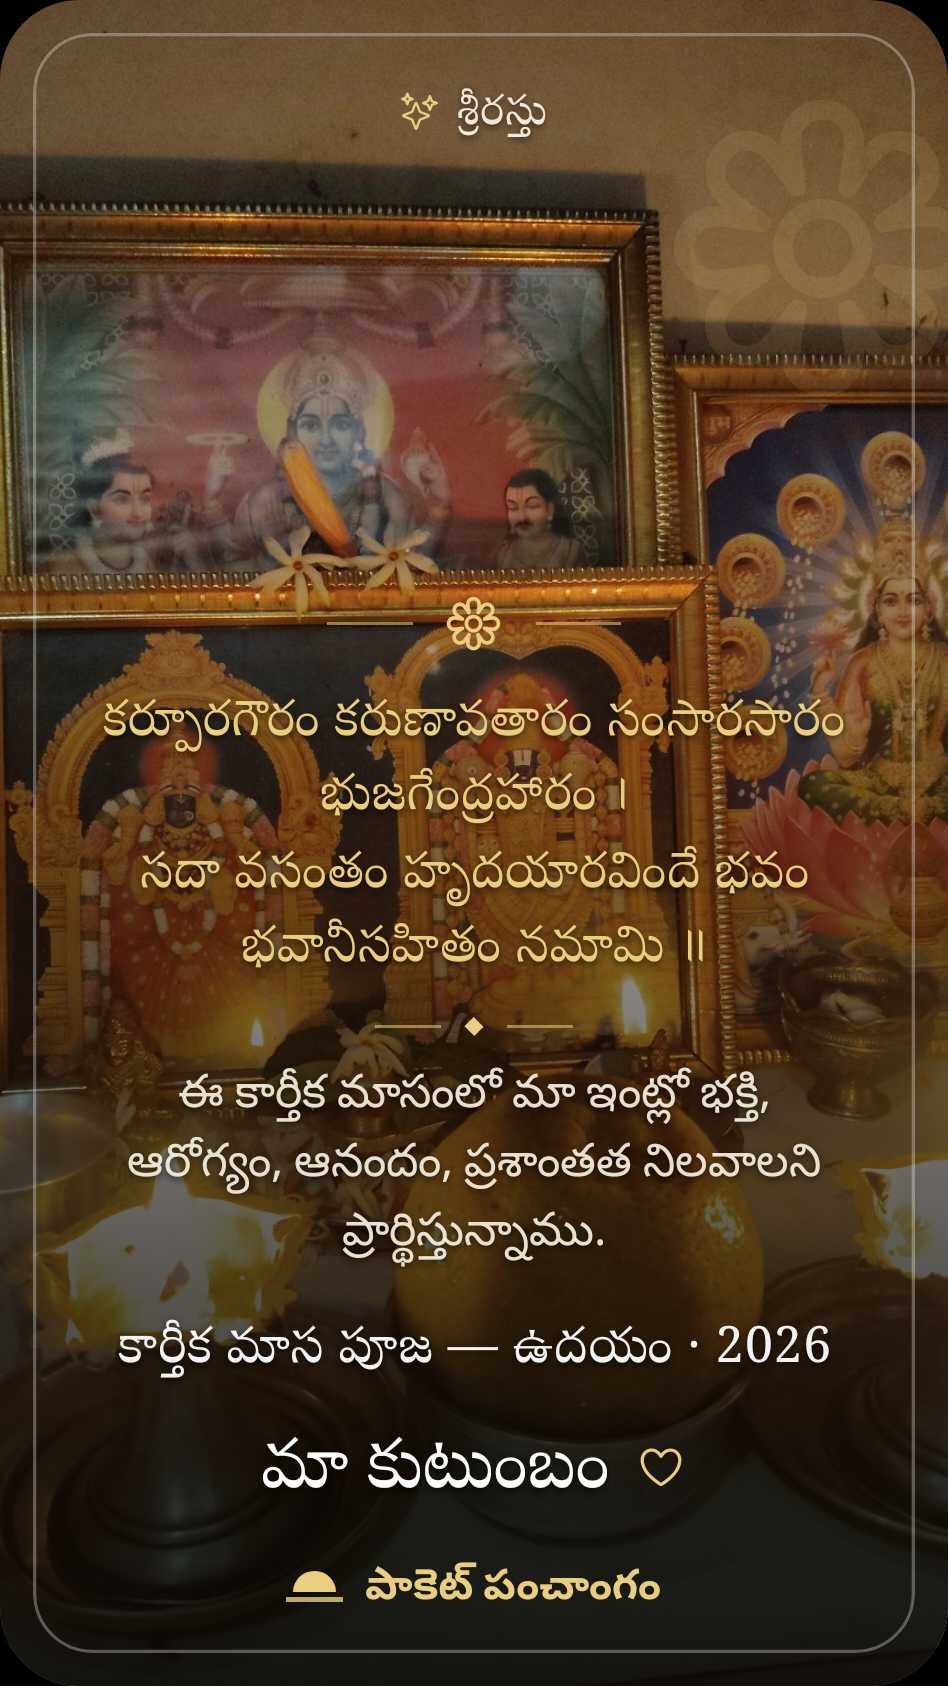 శ్రీరస్తు
కర్పూరగౌరం కరుణావతారం సంసారసారం
భుజగేంద్రహారం ।
సదా వసంతం హృదయారవిందే భవం
భవానీసహితం నమామి ॥
ఈ కార్తీక మాసంలో మా ఇంట్లో భక్తి,
ఆరోగ్యం, ఆనందం, ప్రశాంతత నిలవాలని
ప్రార్థిస్తున్నాము.
కార్తీక మాస పూజ — ఉదయం · 2026
మా కుటుంబం
పాకెట్ పంచాంగం